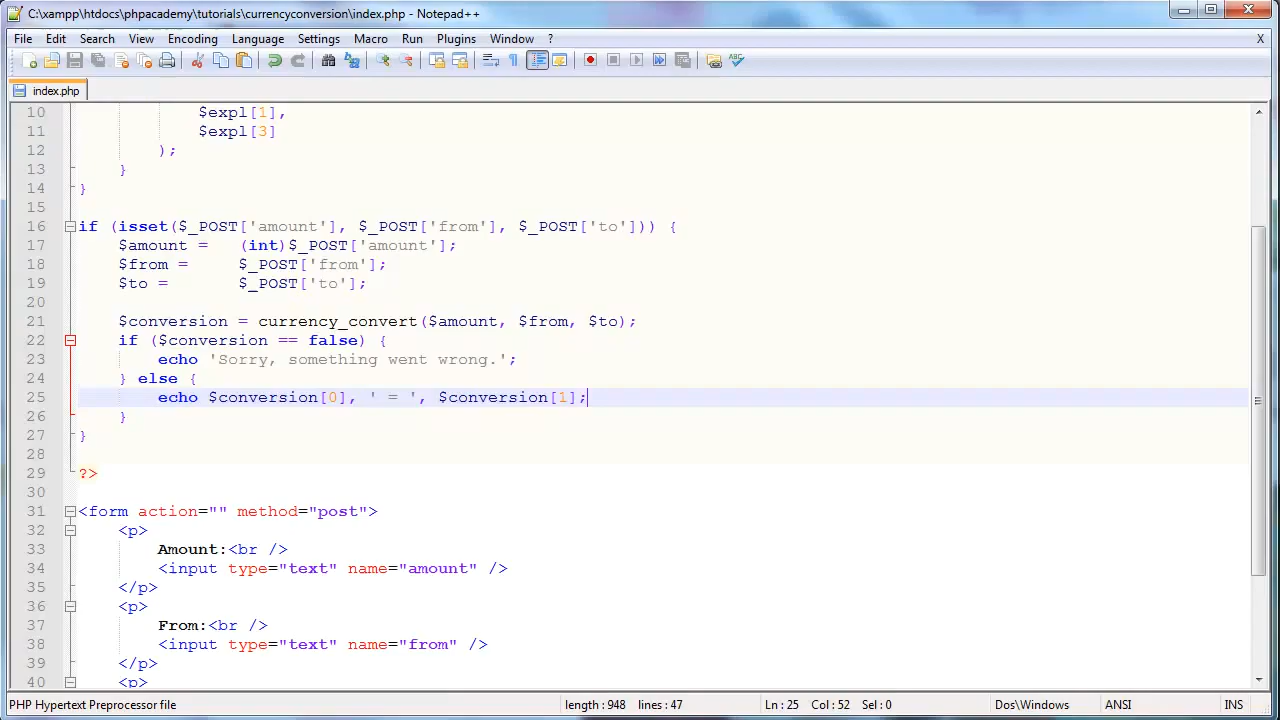 C:\xampp\htdocs\phpacademy\tutorials\currencyconversion\index.php - Notepad++
File Edit Search View Encoding Language Settings Macro Run Plugins Window ? X
index.php
10 $expl[1],
11 $expl[3]
12 );
13 }
14 }
15
16 if (isset($_POST['amount'], $_POST['from'], $_POST['to'])) {
17 $amount = (int)$_POST['amount'];
18 $from = $_POST['from'];
19 $to = $_POST['to'];
20
21 $conversion = currency_convert($amount, $from, $to);
22 if ($conversion == false) {
23 echo 'Sorry, something went wrong.';
24 } else {
25 echo $conversion[0], ' = ', $conversion[1];
26 }
27 }
28
29 ?>
30
31 <form action="" method="post">
32 <p>
33 Amount:<br />
34 <input type="text" name="amount" />
35 </p>
36 <p>
37 From:<br />
38 <input type="text" name="from" />
39 </p>
40 <p>
PHP Hypertext Preprocessor file length : 948 lines : 47 Ln : 25 Col : 52 Sel : 0 Dos\Windows ANSI INS